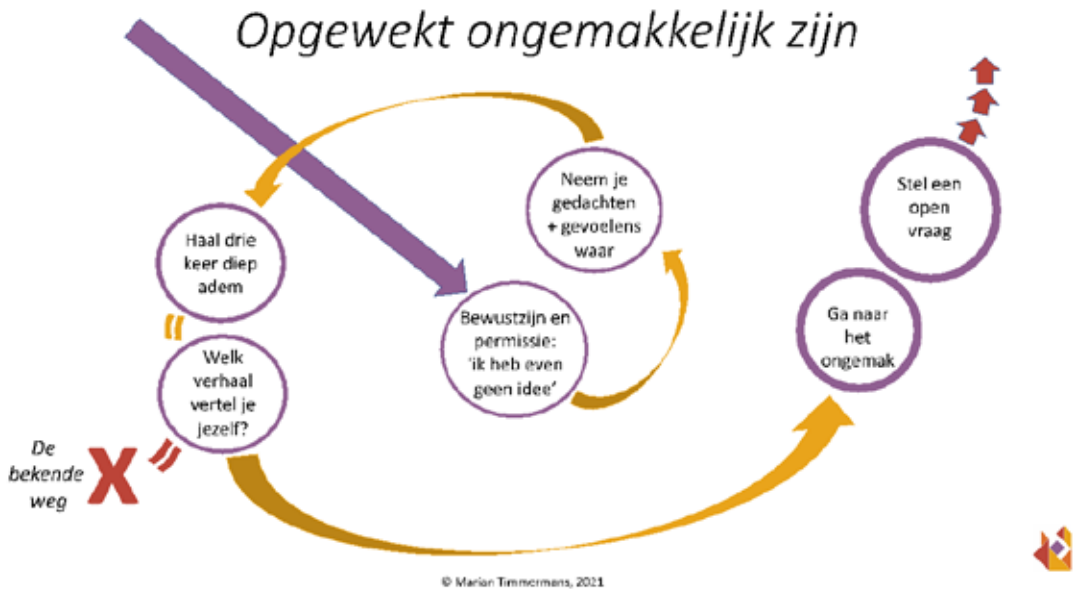 Opgewekt ongemakkelijk zijn
Neem je
gedachten
+ gevoelens
waar
Stel een
open
vraag
Haal drie
keer diep
adem
Bewustzijn en
permissie:
'ik heb even
geen idee'
Ga naar
het
ongemak
Welk
verhaal
vertel je
jezelf?
De
bekende
weg
X
© Marian Timmermans, 2021